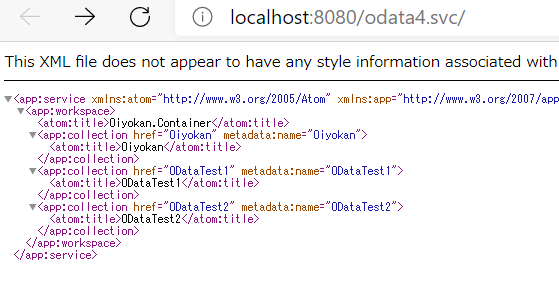 localhost:8080/odata4.svc/
This XML file does not appear to have any style information associated with
<app:service xmlns:atom="http://www.w3.org/2005/Atom" xmlns:app="http://www.w3.org/2007/app
<app:workspace>
<atom:title>Oiyokan.Container</atom:title>
<app:collection href="Oiyokan" metadata:name="Oiyokan">
<atom:title>Oiyokan</atom:title>
</app:collection>
<app:collection href="ODataTest1" metadata:name="ODataTest1">
<atom:title>ODataTest1</atom:title>
</app:collection>
<app:collection href="ODataTest2" metadata:name="ODataTest2">
<atom:title>ODataTest2</atom:title>
</app:collection>
</app:workspace>
</app:service>